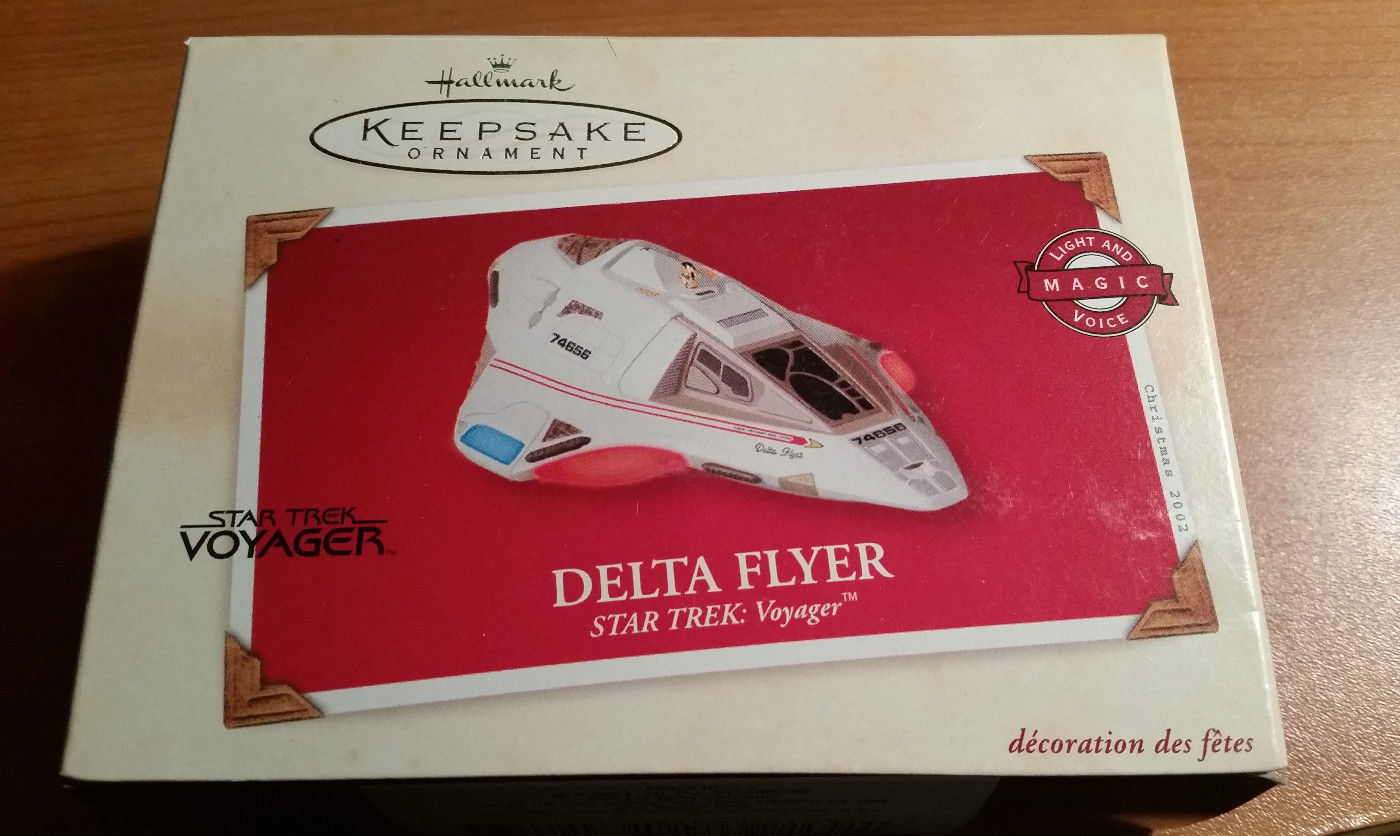 Hallmark
KEEPSAKE
ORNAMENT
LIGHT AND
MAGIC
VOICE
74656
74656
Delta Flyer
Christmas 2002
STAR TREK
VOYAGER™
DELTA FLYER
STAR TREK: Voyager™
décoration des fêtes